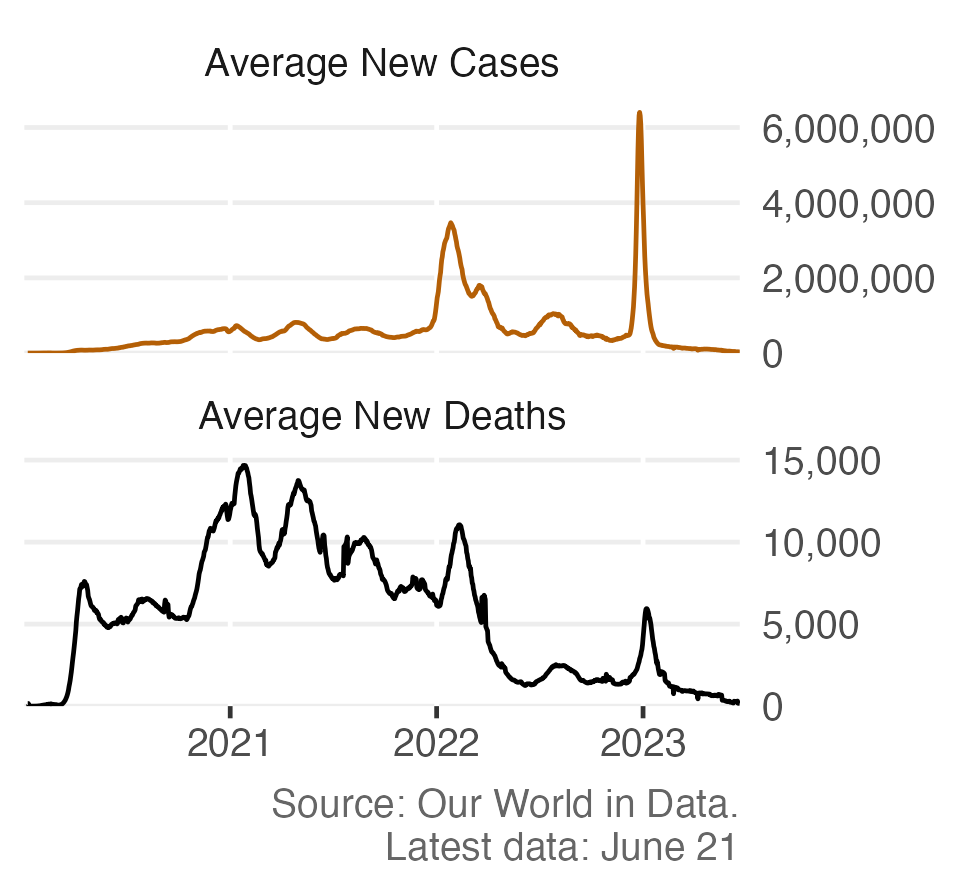 Average New Cases
6,000,000
4,000,000
2,000,000
0
Average New Deaths
15,000
10,000
5,000
0
2021 2022 2023
Source: Our World in Data.
Latest data: June 21